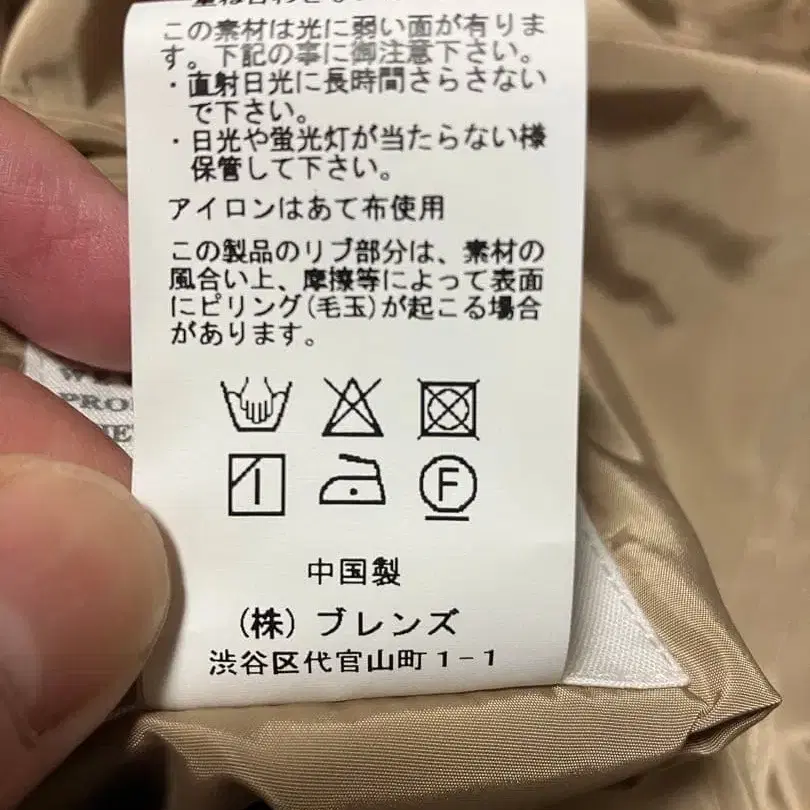 この素材は光に弱い面が有りま
す。下記の事に御注意下さい。
・直射日光に長時間さらさない
で下さい。
・日光や蛍光灯が当たらない様
保管して下さい。
アイロンはあて布使用
この製品のリブ部分は、素材の
風合い上、摩擦等によって表面
にピリング(毛玉)が起こる場合
があります。
PRO
F
中国製
(株) ブレンズ
渋谷区代官山町1-1